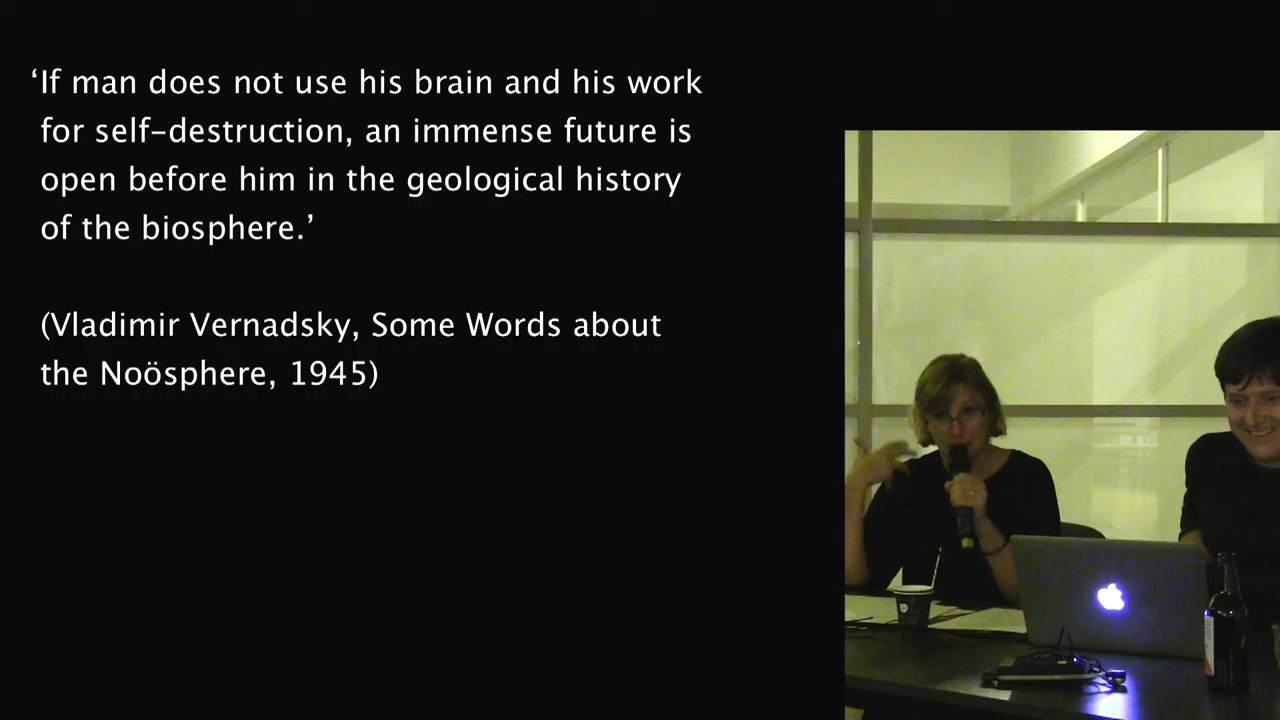 ‘If man does not use his brain and his work
for self-destruction, an immense future is
open before him in the geological history
of the biosphere.’
(Vladimir Vernadsky, Some Words about
the Noösphere, 1945)